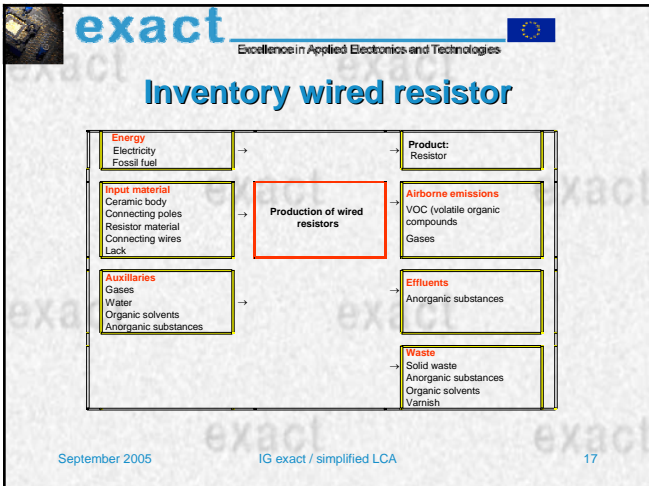 exact
Excellence in Applied Electronics and Technologies
Inventory wired resistor
Energy
Electricity
Fossil fuel
→
→
Product:
Resistor
Input material
Ceramic body
Connecting poles
Resistor material
Connecting wires
Lack
→
Production of wired
resistors
→
Airborne emissions
VOC (volatile organic
compounds
Gases
Auxillaries
Gases
Water
Organic solvents
Anorganic substances
→
→
Effluents
Anorganic substances
→
Waste
Solid waste
Anorganic substances
Organic solvents
Varnish
September 2005
IG exact / simplified LCA
17